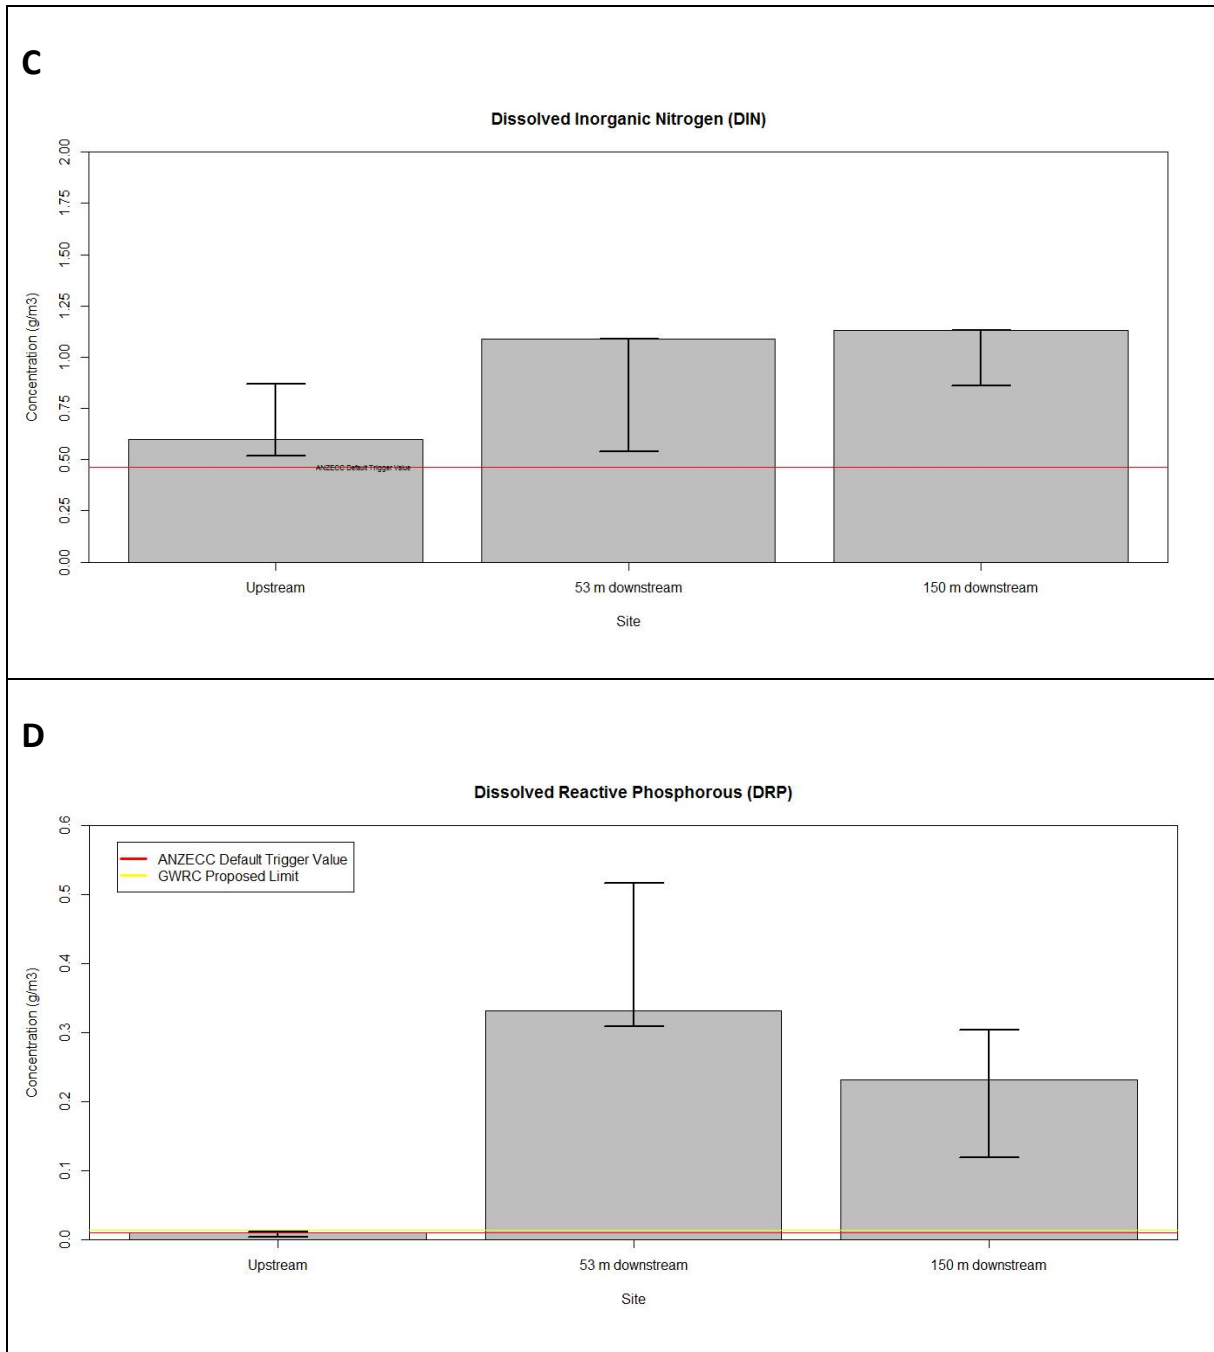 C
Dissolved Inorganic Nitrogen (DIN)
2.00
1.75
1.50
1.25
1.00
0.75
0.50
0.25
0.00
Concentration (g/m3)
ANZECC Default Trigger Value
Upstream
53 m downstream
150 m downstream
Site
D
Dissolved Reactive Phosphorous (DRP)
0.6
0.5
0.4
0.3
0.2
0.1
0.0
Concentration (g/m3)
ANZECC Default Trigger Value
GWRC Proposed Limit
Upstream
53 m downstream
150 m downstream
Site